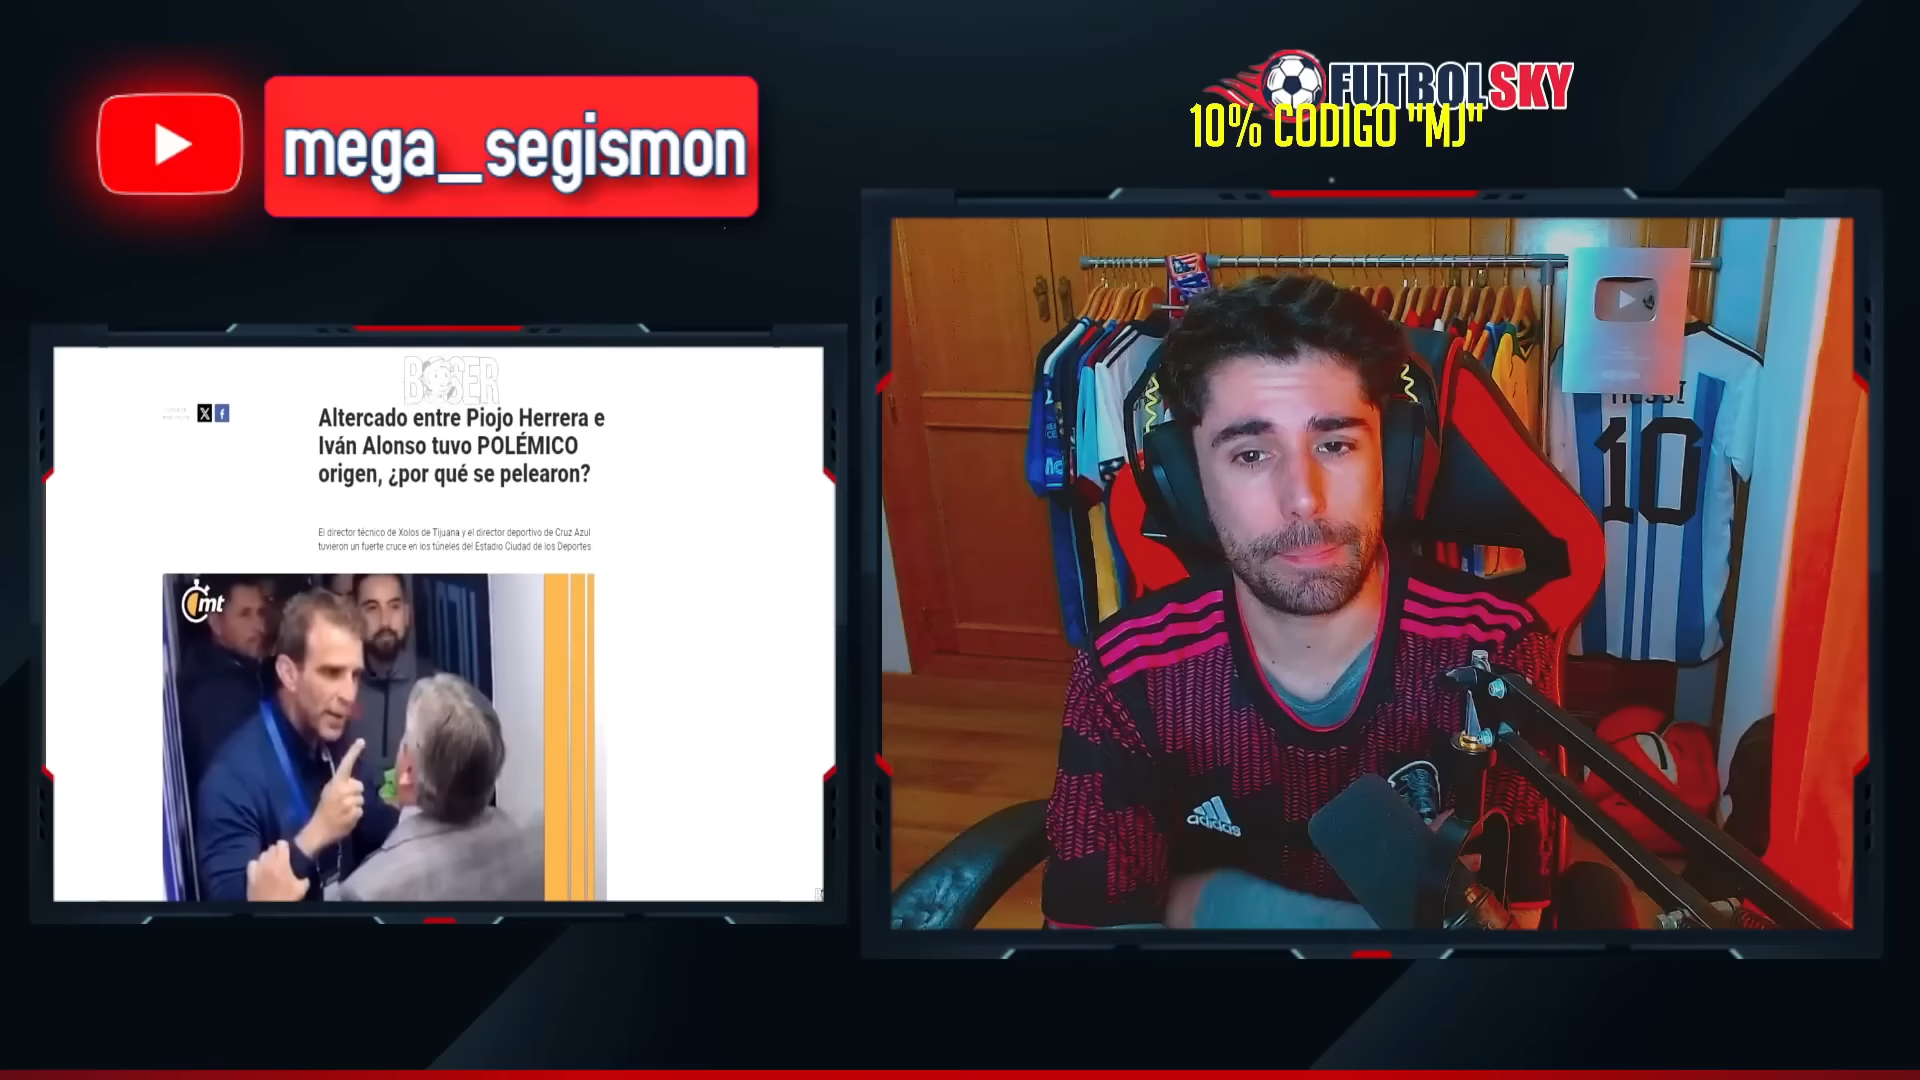 mega_segismon
FUTBOLSKY
10% CODIGO "MJ"
BOSER
Altercado entre Piojo Herrera e
Iván Alonso tuvo POLÉMICO
origen, ¿por qué se pelearon?
El director técnico de Xolos de Tijuana y el director deportivo de Cruz Azul
tuvieron un fuerte cruce en los túneles del Estadio Ciudad de los Deportes.
mt
MESSI
10
adidas